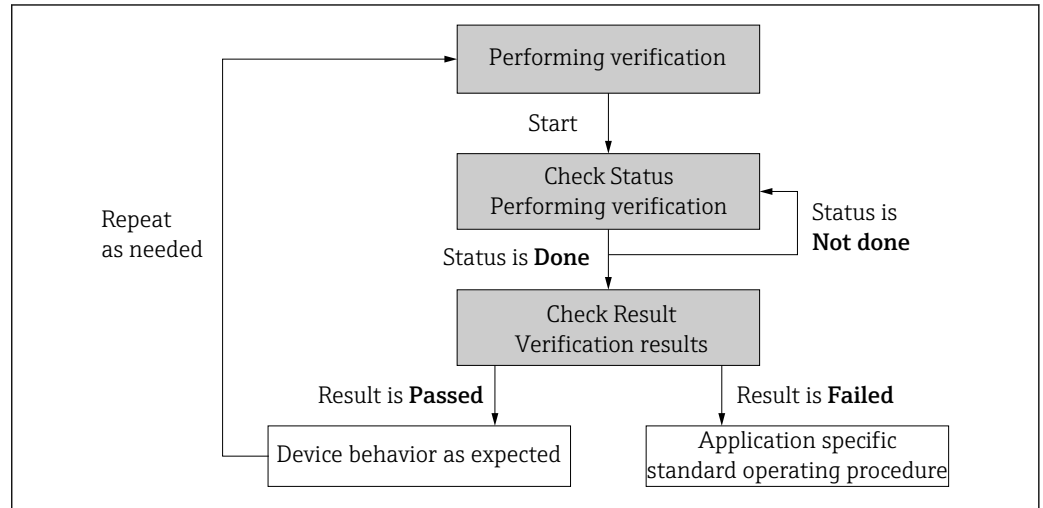 Performing verification
Start
Check Status
Performing verification
Repeat
as needed
Status is
Not done
Status is Done
Check Result
Verification results
Result is Passed
Result is Failed
Device behavior as expected
Application specific
standard operating procedure